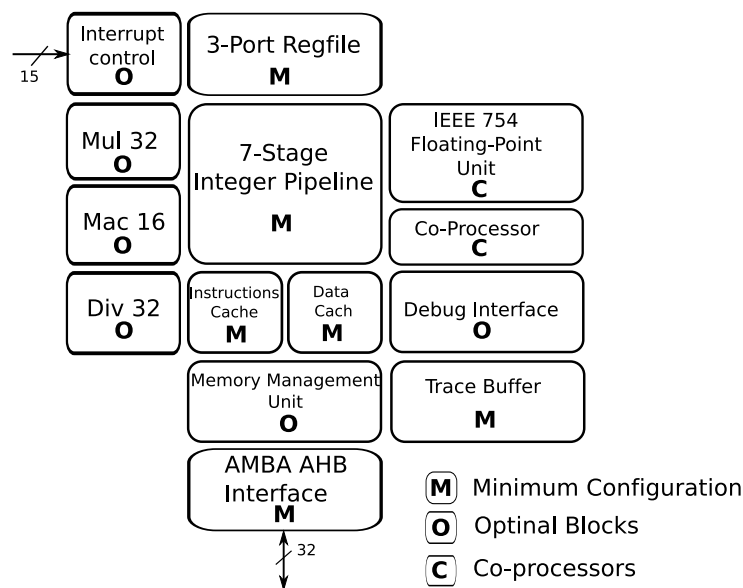 Interrupt
control
O
15
3-Port Regfile
M
Mul 32
O
7-Stage
Integer Pipeline
M
IEEE 754
Floating-Point
Unit
C
Mac 16
O
Co-Processor
C
Div 32
O
Instructions
Cache
M
Data
Cach
M
Debug Interface
O
Memory Management
Unit
O
Trace Buffer
M
AMBA AHB
Interface
M
32
M Minimum Configuration
O Optinal Blocks
C Co-processors